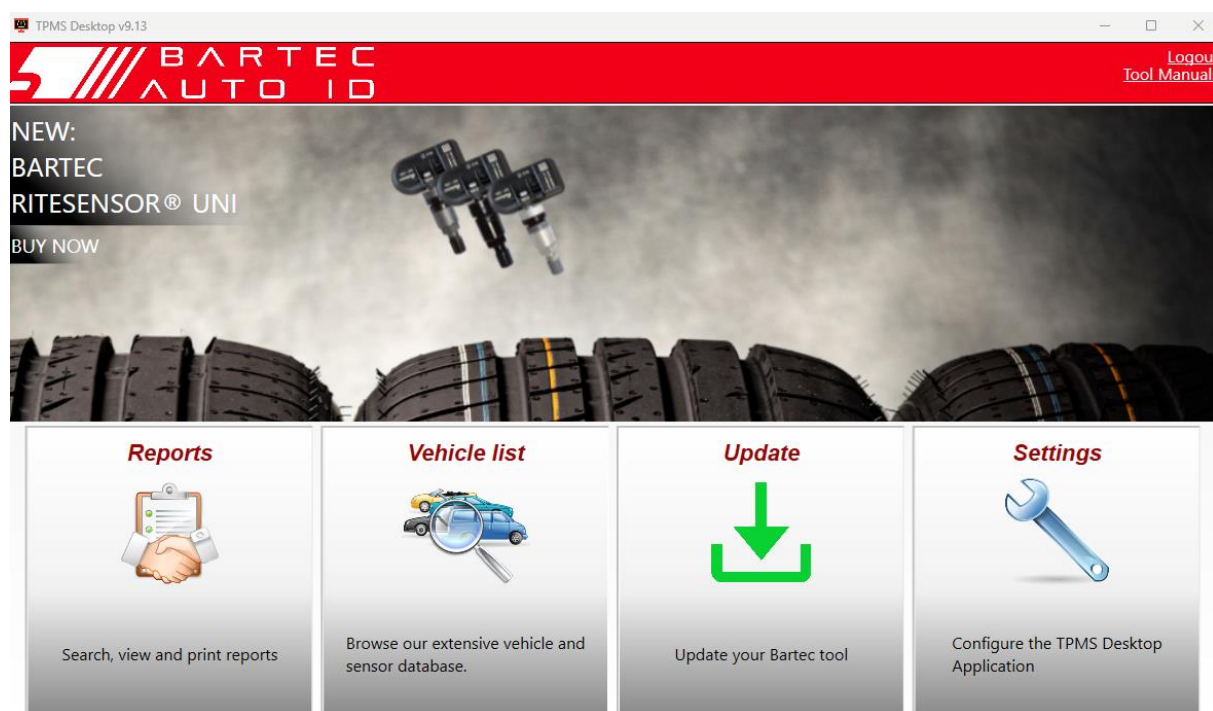 TPMS Desktop v9.13
BARTEC
AUTO ID
Logou
Tool Manual
NEW:
BARTEC
RITESENSOR® UNI
BUY NOW
Reports
Vehicle list
Update
Settings
Search, view and print reports
Browse our extensive vehicle and
sensor database.
Update your Bartec tool
Configure the TPMS Desktop
Application